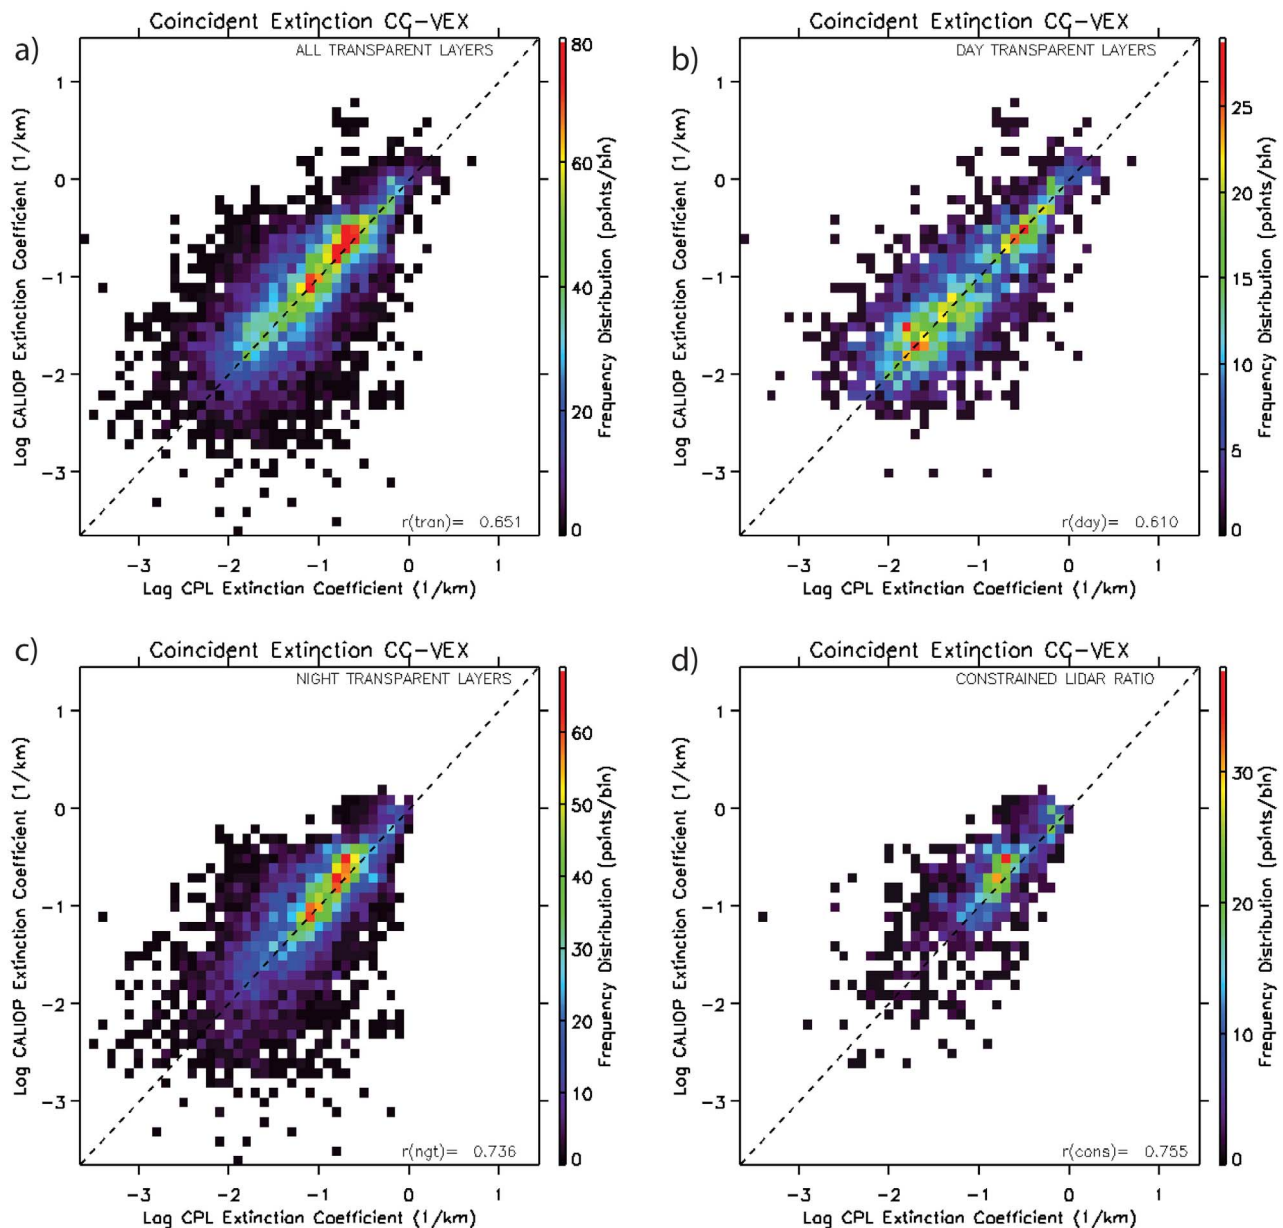 a)
Coincident Extinction CC-VEX
ALL TRANSPARENT LAYERS
Log CALIOP Extinction Coefficient (1/km)
1
0
-1
-2
-3
r(tran)= 0.651
-3 -2 -1 0 1
Lag CPL Extinction Coefficient (1/km)
80
60
40
20
0
Frequency Distribution (points/bin)
b)
Coincident Extinction CC-VEX
DAY TRANSPARENT LAYERS
Log CALIOP Extinction Coefficient (1/km)
1
0
-1
-2
-3
r(day)= 0.610
-3 -2 -1 0 1
Lag CPL Extinction Coefficient (1/km)
25
20
15
10
5
0
Frequency Distribution (points/bin)
c)
Coincident Extinction CC-VEX
NIGHT TRANSPARENT LAYERS
Log CALIOP Extinction Coefficient (1/km)
1
0
-1
-2
-3
r(ngt)= 0.736
-3 -2 -1 0 1
Lag CPL Extinction Coefficient (1/km)
60
50
40
30
20
10
0
Frequency Distribution (points/bin)
d)
Coincident Extinction CC-VEX
CONSTRAINED LIDAR RATIO
Log CALIOP Extinction Coefficient (1/km)
1
0
-1
-2
-3
r(cons)= 0.755
-3 -2 -1 0 1
Lag CPL Extinction Coefficient (1/km)
30
20
10
0
Frequency Distribution (points/bin)